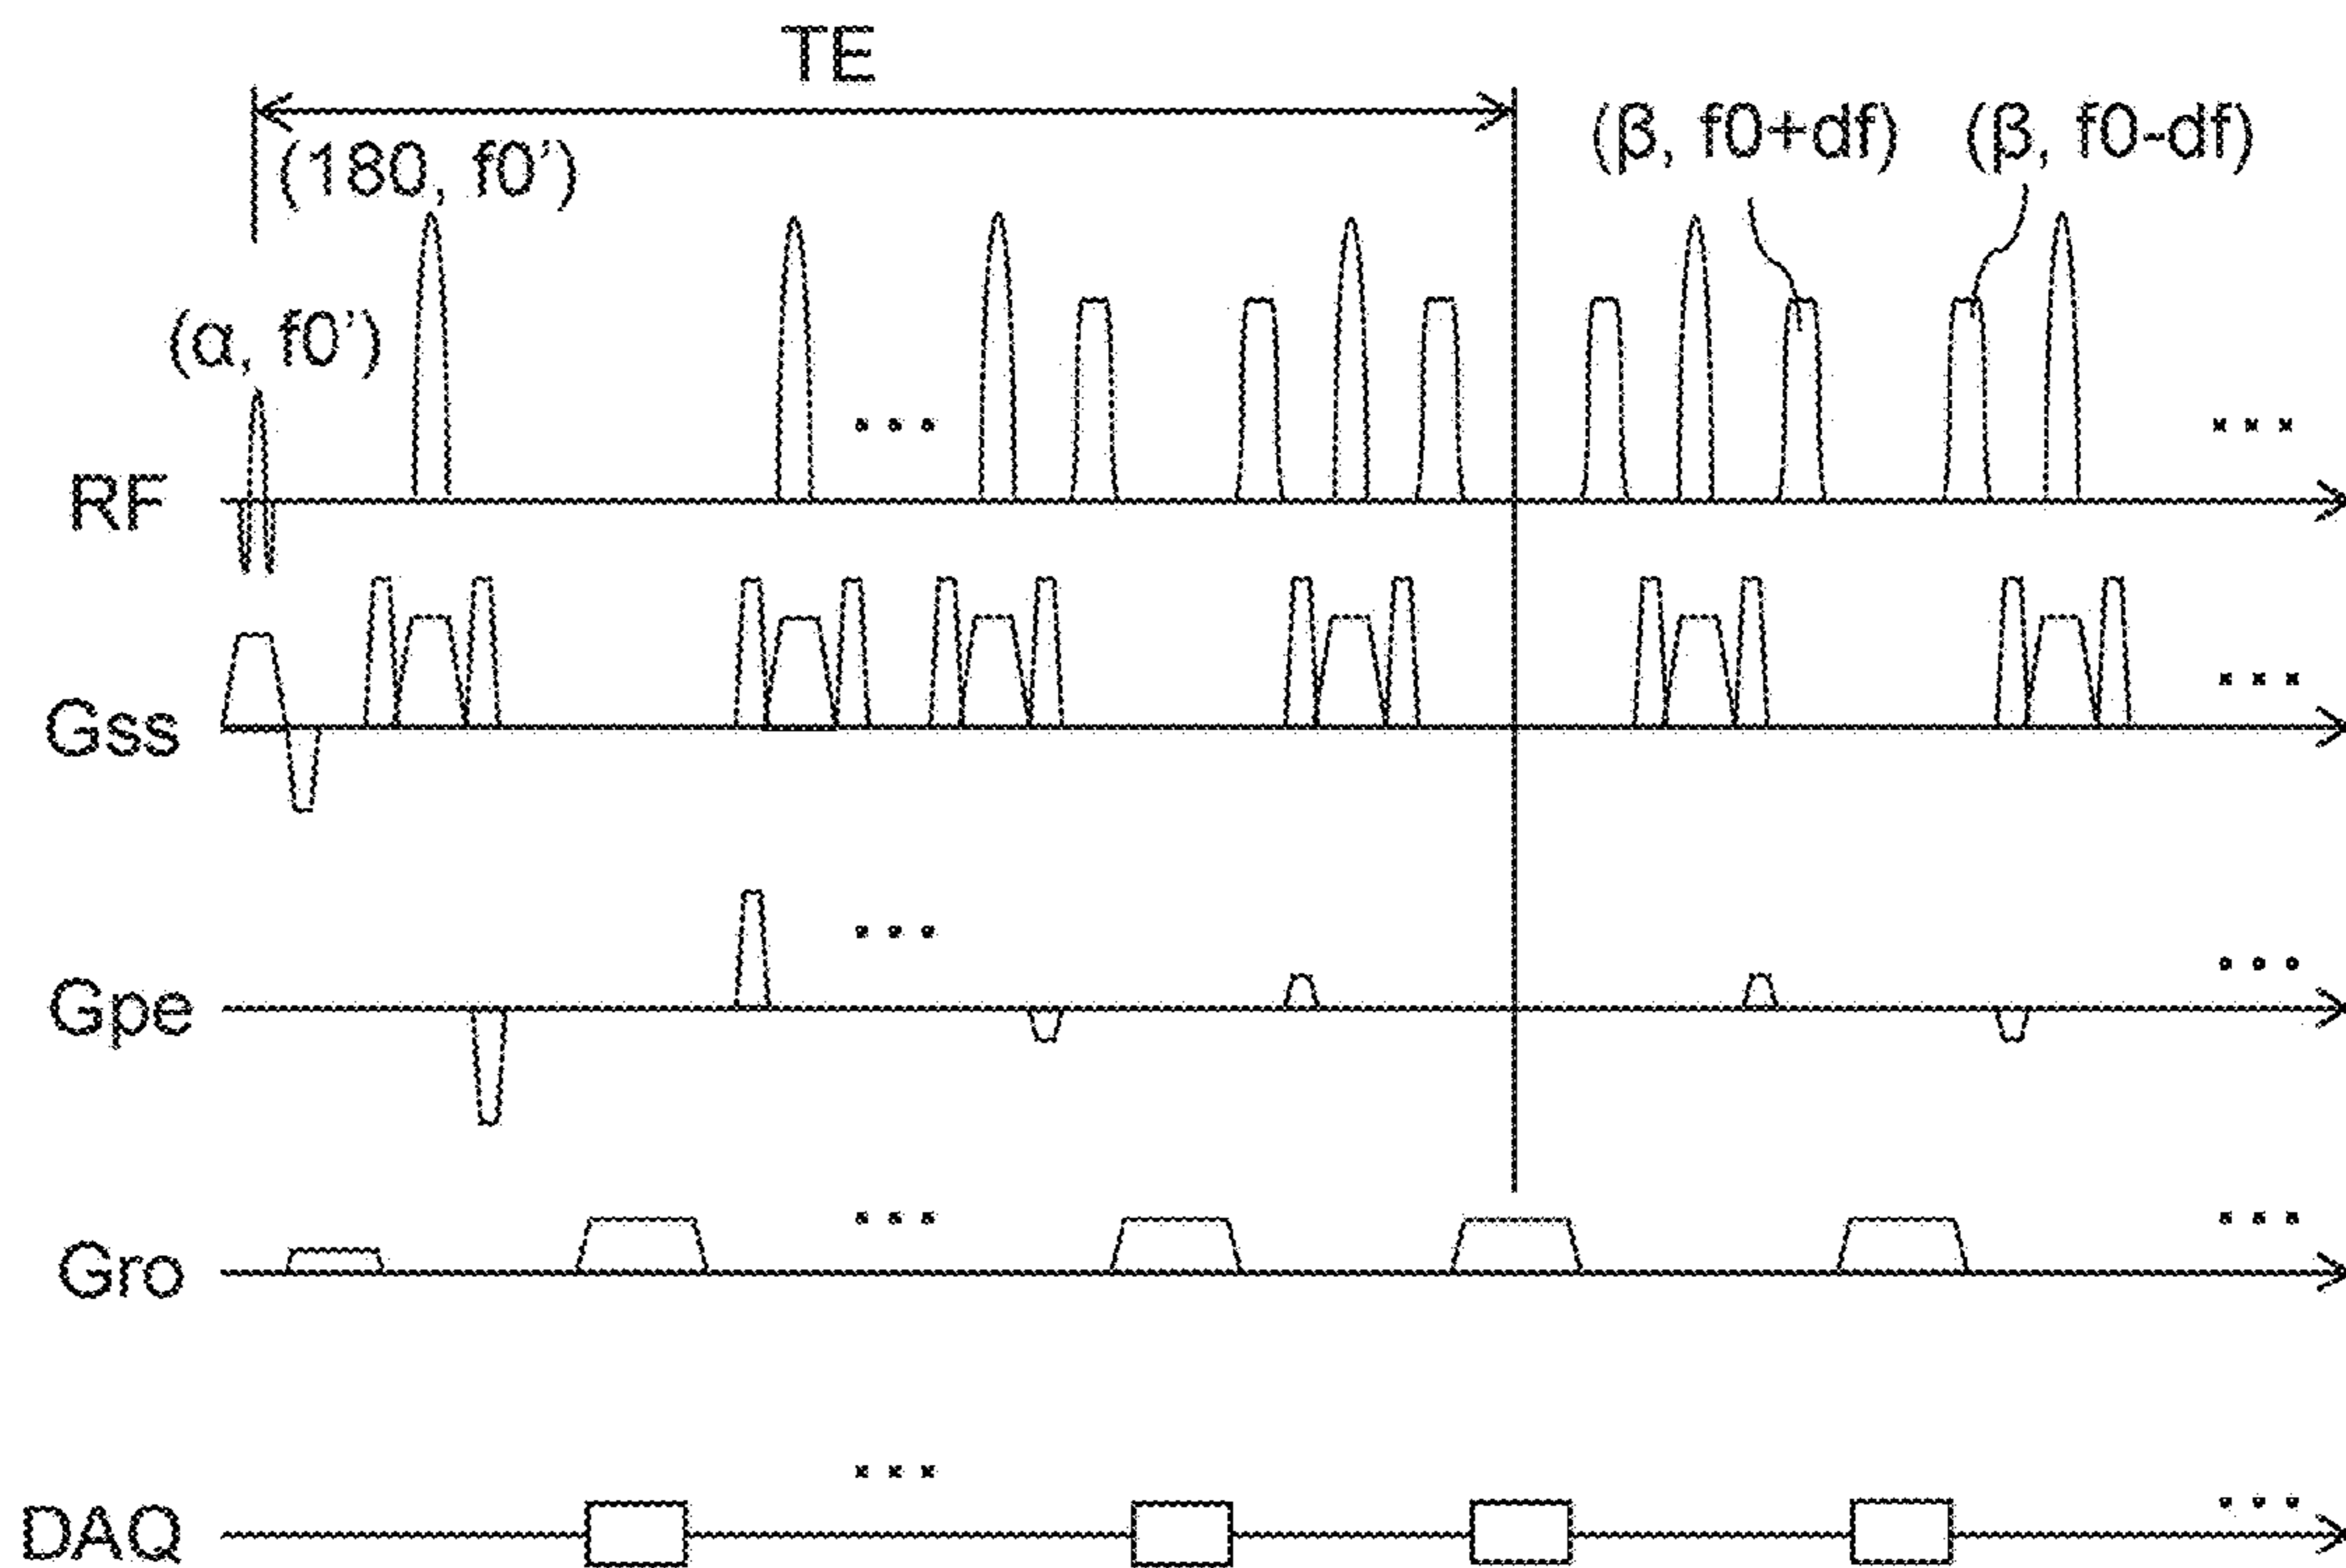 TE
(180, f0')
(β, f0+df) (β, f0-df)
(α, f0')
...
...
RF
...
Gss
...
...
Gpe
...
...
Gro
...
...
DAQ